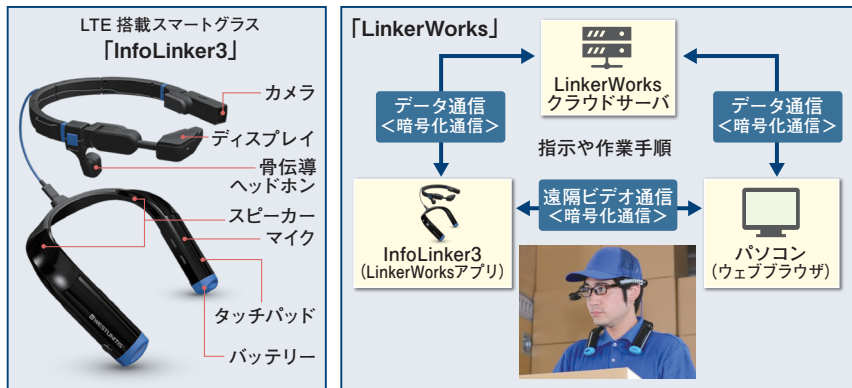 LTE 搭載スマートグラス
「InfoLinker3」
カメラ
ディスプレイ
骨伝導
ヘッドホン
スピーカー
マイク
タッチパッド
バッテリー
WESTUNITIS
「LinkerWorks」
LinkerWorks
クラウドサーバ
データ通信
<暗号化通信>
データ通信
<暗号化通信>
指示や作業手順
遠隔ビデオ通信
<暗号化通信>
InfoLinker3
(LinkerWorksアプリ)
パソコン
(ウェブブラウザ)